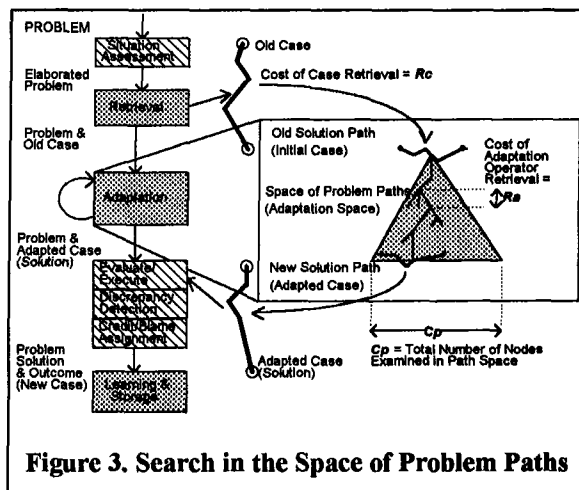 PROBLEM
Situation
Assessment
Elaborated
Problem
Retrieval
Problem &
Old Case
Adaptation
Problem &
Adapted Case
(Solution)
Evaluate/
Execute
Discrepancy
Detection
Credit/Blame
Assignment
Problem
Solution
& Outcome
(New Case)
Learning &
Storage
Old Case
Cost of Case Retrieval = Rc
Old Solution Path
(Initial Case)
Space of Problem Paths
(Adaptation Space)
New Solution Path
(Adapted Case)
Cost of
Adaptation
Operator
Retrieval =
Ra
Adapted Case
(Solution)
Cp
Cp = Total Number of Nodes
Examined in Path Space
Figure 3. Search in the Space of Problem Paths